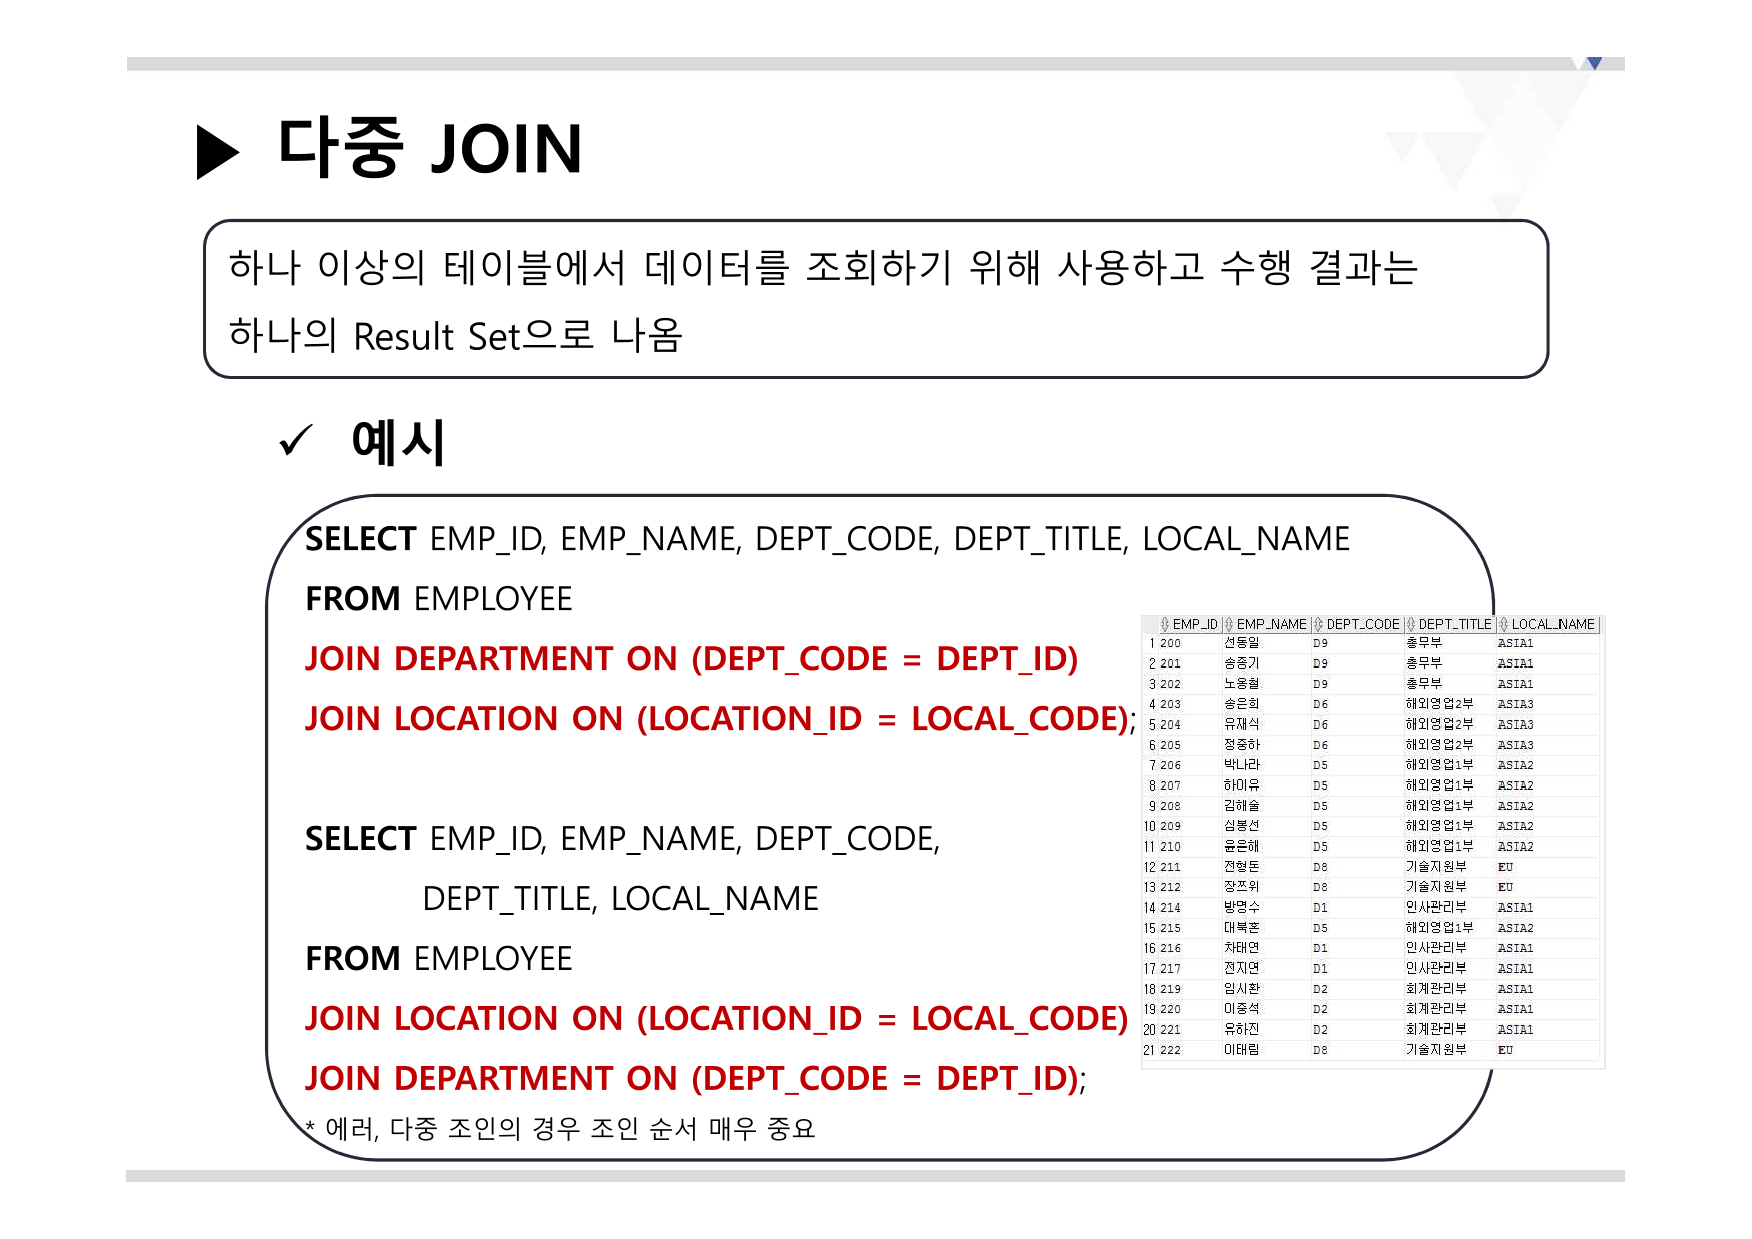 ▶ 다중 JOIN
하나 이상의 테이블에서 데이터를 조회하기 위해 사용하고 수행 결과는
하나의 Result Set으로 나옴
✓ 예시
SELECT EMP_ID, EMP_NAME, DEPT_CODE, DEPT_TITLE, LOCAL_NAME
FROM EMPLOYEE
JOIN DEPARTMENT ON (DEPT_CODE = DEPT_ID)
JOIN LOCATION ON (LOCATION_ID = LOCAL_CODE);
SELECT EMP_ID, EMP_NAME, DEPT_CODE,
DEPT_TITLE, LOCAL_NAME
FROM EMPLOYEE
JOIN LOCATION ON (LOCATION_ID = LOCAL_CODE)
JOIN DEPARTMENT ON (DEPT_CODE = DEPT_ID);
* 에러, 다중 조인의 경우 조인 순서 매우 중요
EMP_ID EMP_NAME DEPT_CODE DEPT_TITLE LOCAL_NAME
1 200 선동일 D9 총무부 ASIA1
2 201 송종기 D9 총무부 ASIA1
3 202 노옹철 D9 총무부 ASIA1
4 203 송은희 D6 해외영업2부 ASIA3
5 204 유재식 D6 해외영업2부 ASIA3
6 205 정중하 D6 해외영업2부 ASIA3
7 206 박나라 D5 해외영업1부 ASIA2
8 207 하이유 D5 해외영업1부 ASIA2
9 208 김해술 D5 해외영업1부 ASIA2
10 209 심봉선 D5 해외영업1부 ASIA2
11 210 윤은해 D5 해외영업1부 ASIA2
12 211 전형돈 D8 기술지원부 EU
13 212 장쯔위 D8 기술지원부 EU
14 214 방명수 D1 인사관리부 ASIA1
15 215 대북혼 D5 해외영업1부 ASIA2
16 216 차태연 D1 인사관리부 ASIA1
17 217 전지연 D1 인사관리부 ASIA1
18 219 임시환 D2 회계관리부 ASIA1
19 220 이중석 D2 회계관리부 ASIA1
20 221 유하진 D2 회계관리부 ASIA1
21 222 이태림 D8 기술지원부 EU